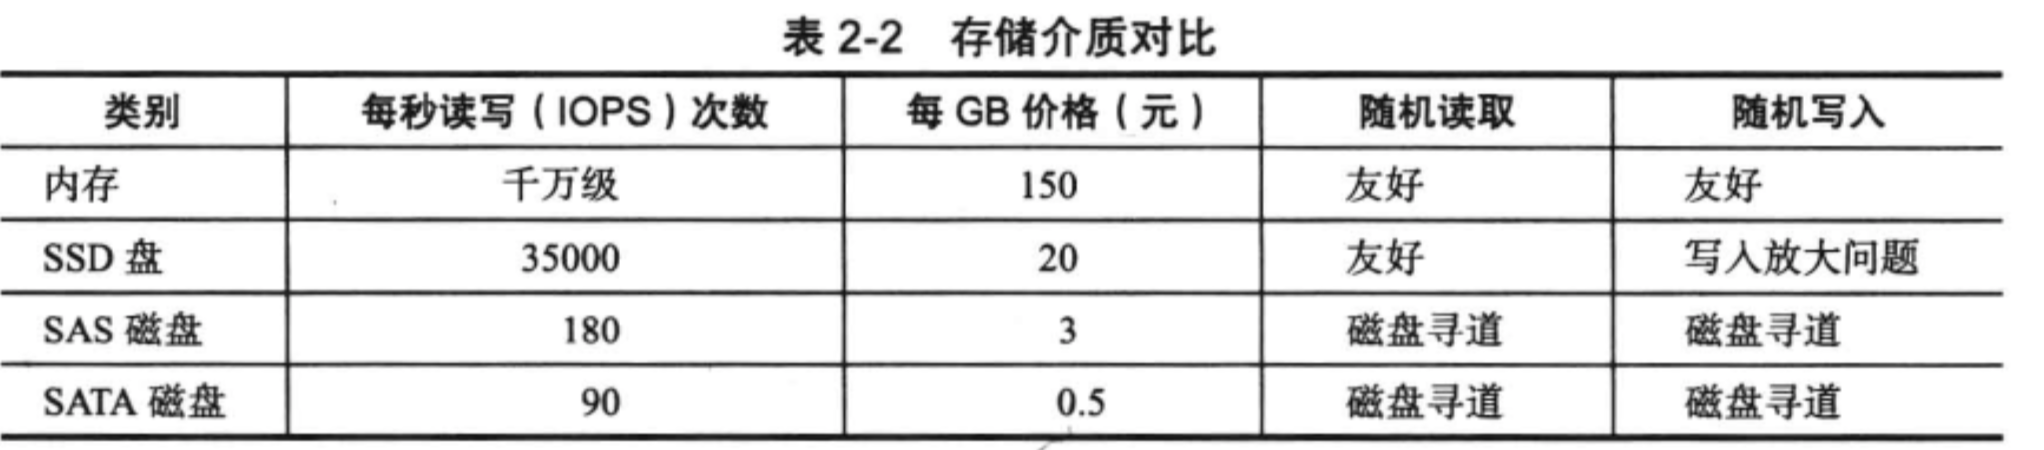 表 2-2 存储介质对比
类别 每秒读写（IOPS）次数 每 GB 价格（元） 随机读取 随机写入
内存 千万级 150 友好 友好
SSD 盘 35000 20 友好 写入放大问题
SAS 磁盘 180 3 磁盘寻道 磁盘寻道
SATA 磁盘 90 0.5 磁盘寻道 磁盘寻道